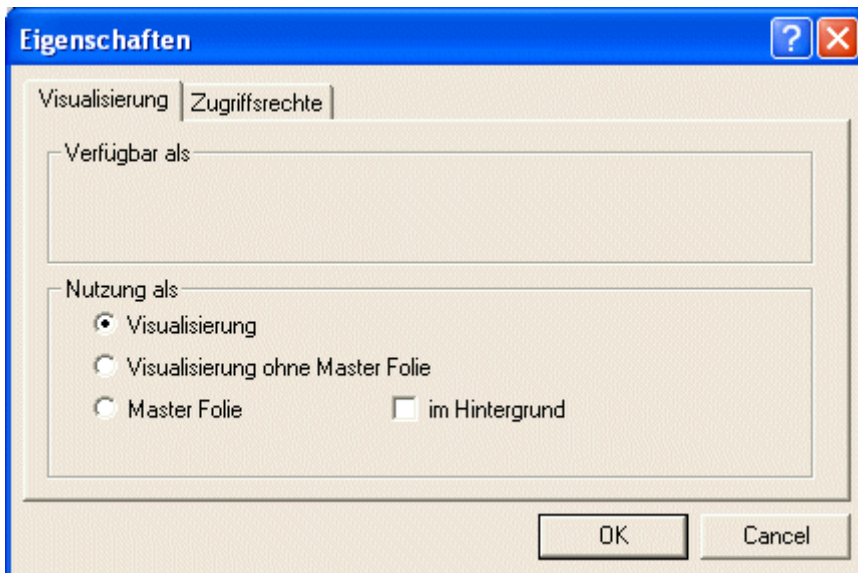 Eigenschaften
Visualisierung Zugriffsrechte
Verfügbar als
Nutzung als
Visualisierung
Visualisierung ohne Master Folie
Master Folie im Hintergrund
OK Cancel